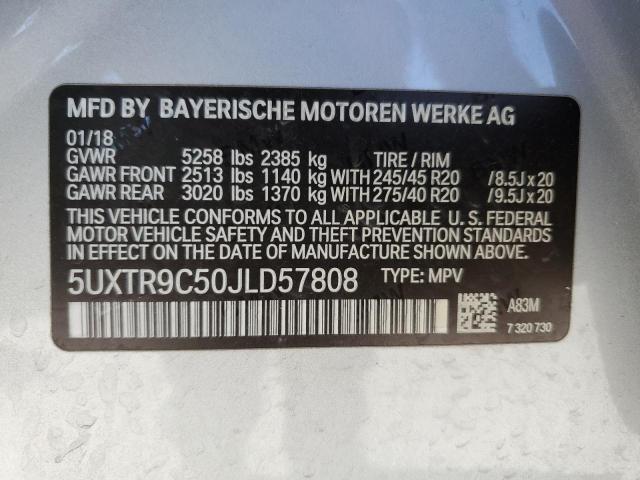 MFD BY BAYERISCHE MOTOREN WERKE AG
01/18
GVWR 5258 lbs 2385 kg TIRE / RIM
GAWR FRONT 2513 lbs 1140 kg WITH 245/45 R20 /8.5J x 20
GAWR REAR 3020 lbs 1370 kg WITH 275/40 R20 /9.5J x 20
THIS VEHICLE CONFORMS TO ALL APPLICABLE U. S. FEDERAL
MOTOR VEHICLE SAFETY AND THEFT PREVENTION STANDARDS
IN EFFECT ON THE DATE OF MANUFACTURE SHOWN ABOVE.
5UXTR9C50JLD57808 TYPE: MPV
A83M
7 320 730